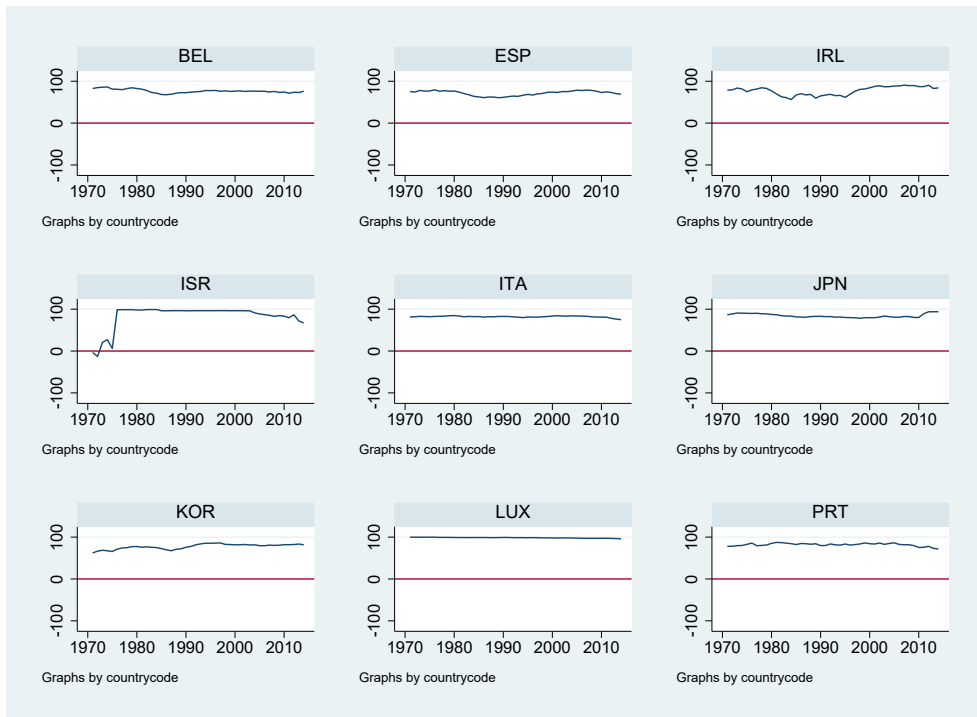 BEL ESP IRL
100 100 100
0 0 0
-100 -100 -100
1970 1980 1990 2000 2010 1970 1980 1990 2000 2010 1970 1980 1990 2000 2010
Graphs by countrycode Graphs by countrycode Graphs by countrycode
ISR ITA JPN
100 100 100
0 0 0
-100 -100 -100
1970 1980 1990 2000 2010 1970 1980 1990 2000 2010 1970 1980 1990 2000 2010
Graphs by countrycode Graphs by countrycode Graphs by countrycode
KOR LUX PRT
100 100 100
0 0 0
-100 -100 -100
1970 1980 1990 2000 2010 1970 1980 1990 2000 2010 1970 1980 1990 2000 2010
Graphs by countrycode Graphs by countrycode Graphs by countrycode